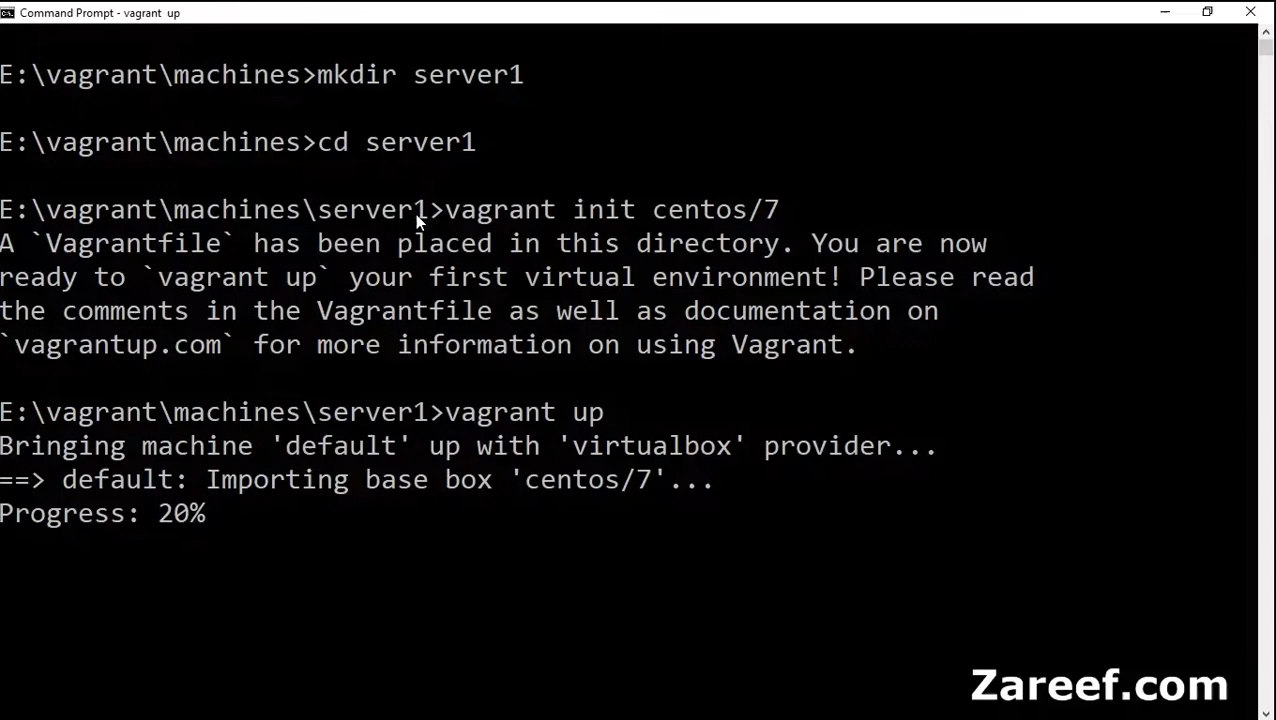 Command Prompt - vagrant up
E:\vagrant\machines>mkdir server1
E:\vagrant\machines>cd server1
E:\vagrant\machines\server1>vagrant init centos/7
A `Vagrantfile` has been placed in this directory. You are now
ready to `vagrant up` your first virtual environment! Please read
the comments in the Vagrantfile as well as documentation on
`vagrantup.com` for more information on using Vagrant.
E:\vagrant\machines\server1>vagrant up
Bringing machine 'default' up with 'virtualbox' provider...
==> default: Importing base box 'centos/7'...
Progress: 20%
Zareef.com